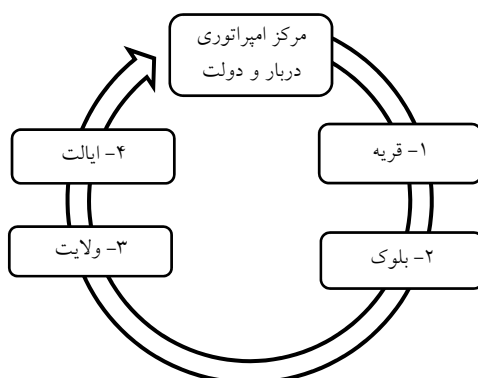 مرکز امپراتوری
دربار و دولت
۱- قریه
۲- بلوک
۳- ولایت
۴- ایالت